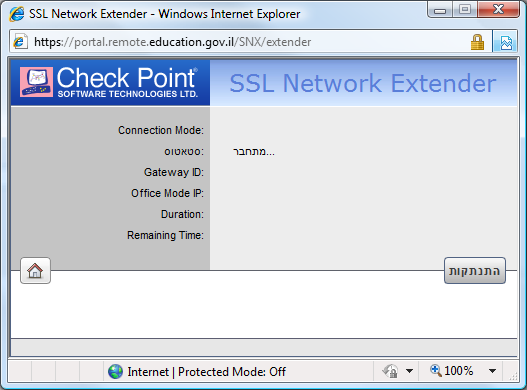 SSL Network Extender - Windows Internet Explorer
https://portal.remote.education.gov.il/SNX/extender
Check Point®
SOFTWARE TECHNOLOGIES LTD.
SSL Network Extender
Connection Mode:
סטאטוס:
מתחבר...
Gateway ID:
Office Mode IP:
Duration:
Remaining Time:
התנתקות
Internet | Protected Mode: Off
100%